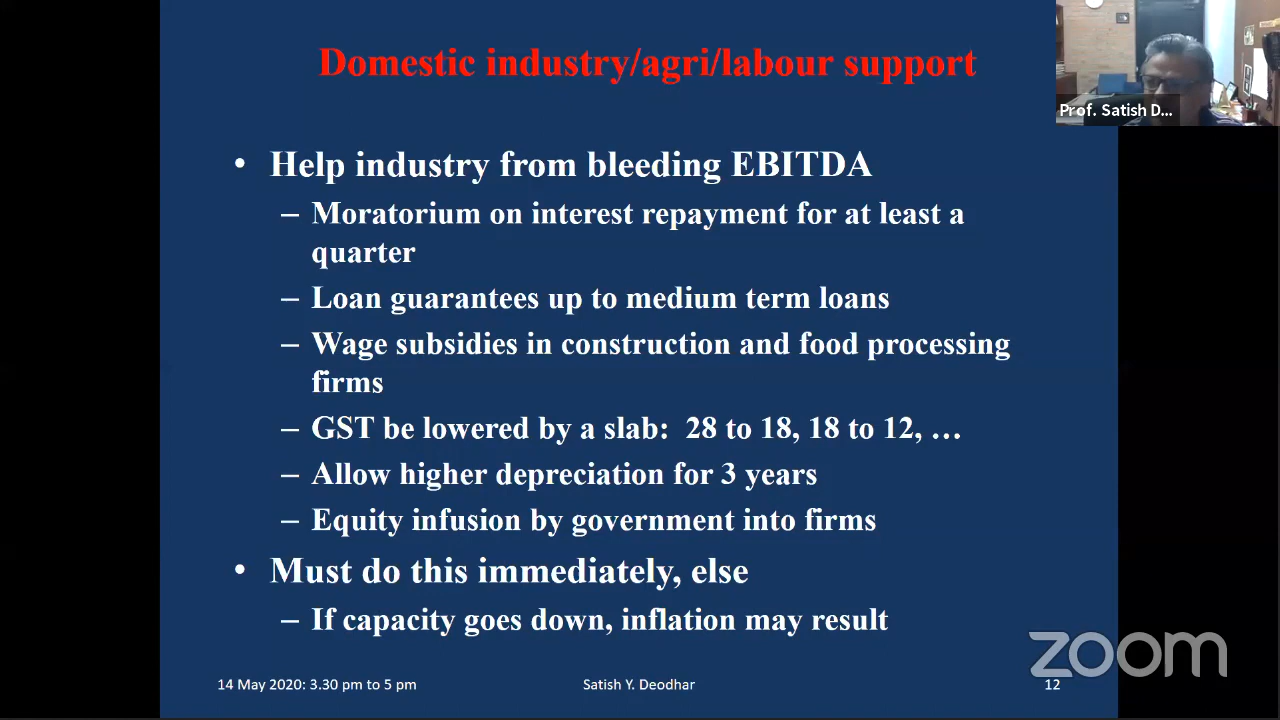 Domestic industry/agri/labour support
Prof. Satish D...
• Help industry from bleeding EBITDA
– Moratorium on interest repayment for at least a
quarter
– Loan guarantees up to medium term loans
– Wage subsidies in construction and food processing
firms
– GST be lowered by a slab: 28 to 18, 18 to 12, …
– Allow higher depreciation for 3 years
– Equity infusion by government into firms
• Must do this immediately, else
– If capacity goes down, inflation may result
zoom
14 May 2020: 3.30 pm to 5 pm
Satish Y. Deodhar
12